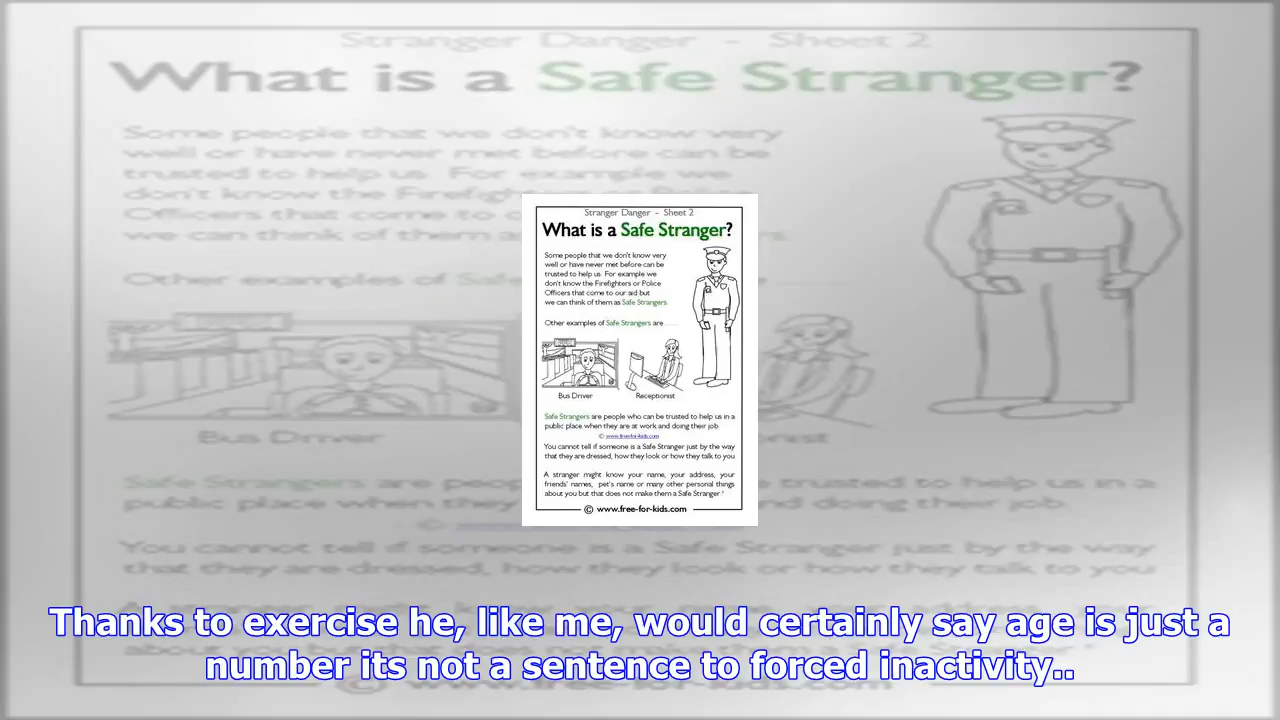 Stranger Danger - Sheet 2
What is a Safe Stranger?
Some people that we don't know very
well or have never met before can be
trusted to help us. For example we
don't know the Firefighters or Police
Officers that come to our aid but
we can think of them as Safe Strangers.
Other examples of Safe Strangers are .......
Bus Driver
Receptionist
Safe Strangers are people who can be trusted to help us in a
public place when they are at work and doing their job.
© www.free-for-kids.com
You cannot tell if someone is a Safe Stranger just by the way
that they are dressed, how they look or how they talk to you
A stranger might know your name, your address, your
friends' names, pet's name or many other personal things
about you but that does not make them a Safe Stranger !
© www.free-for-kids.com
Thanks to exercise he, like me, would certainly say age is just a
number its not a sentence to forced inactivity..